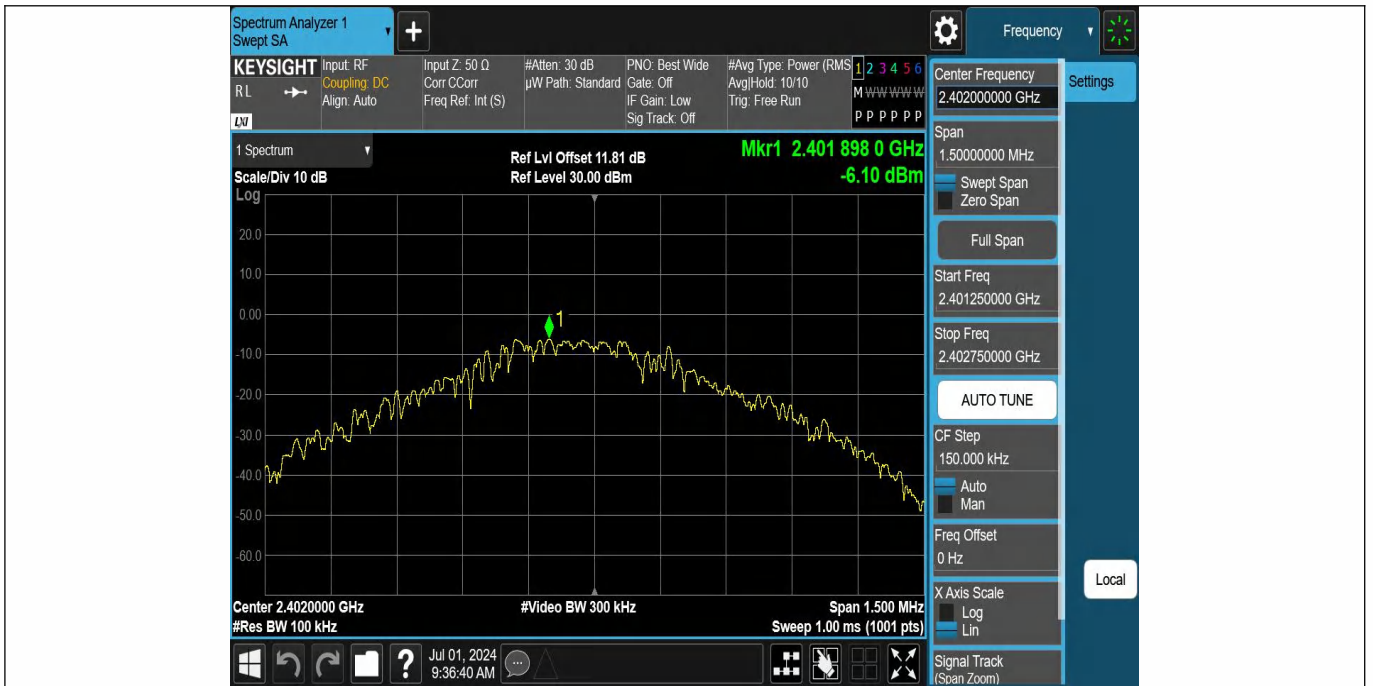 Spectrum Analyzer 1
Swept SA
+
Frequency
KEYSIGHT
RL
LXI
Input: RF
Coupling: DC
Align: Auto
Input Z: 50 Ω
Corr CCorr
Freq Ref: Int (S)
#Atten: 30 dB
µW Path: Standard
PNO: Best Wide
Gate: Off
IF Gain: Low
Sig Track: Off
#Avg Type: Power (RMS
Avg|Hold: 10/10
Trig: Free Run
1 2 3 4 5 6
M W W W W W
P P P P P P
1 Spectrum
Scale/Div 10 dB
Log
Ref Lvl Offset 11.81 dB
Ref Level 30.00 dBm
Mkr1 2.401 898 0 GHz
-6.10 dBm
20.0
10.0
0.00
-10.0
-20.0
-30.0
-40.0
-50.0
-60.0
1
Center 2.4020000 GHz
#Res BW 100 kHz
#Video BW 300 kHz
Span 1.500 MHz
Sweep 1.00 ms (1001 pts)
Jul 01, 2024
9:36:40 AM
?
Center Frequency
2.402000000 GHz
Span
1.50000000 MHz
Swept Span
Zero Span
Full Span
Start Freq
2.401250000 GHz
Stop Freq
2.402750000 GHz
AUTO TUNE
CF Step
150.000 kHz
Auto
Man
Freq Offset
0 Hz
X Axis Scale
Log
Lin
Signal Track
(Span Zoom)
Settings
Local